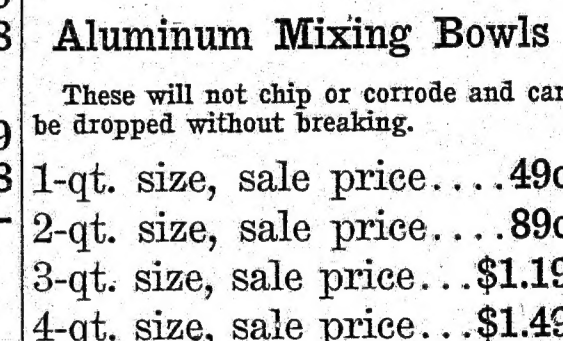 Aluminum Mixing Bowls
These will not chip or corrode and can
be dropped without breaking.
1-qt. size, sale price....49c
2-qt. size, sale price....89c
3-qt. size, sale price...$1.19
4-qt. size, sale price...$1.49